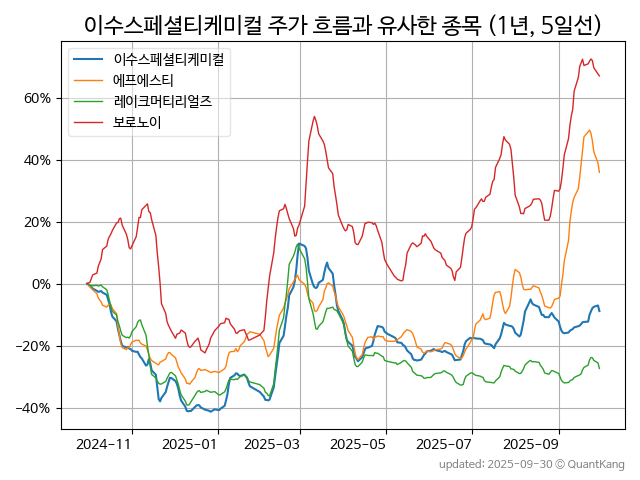 이수스페셜티케미컬 주가 흐름과 유사한 종목 (1년, 5일선)
이수스페셜티케미컬
에프에스티
레이크머티리얼즈
보로노이
60%
40%
20%
0%
−20%
−40%
2024-11
2025-01
2025-03
2025-05
2025-07
2025-09
updated: 2025-09-30 © QuantKang